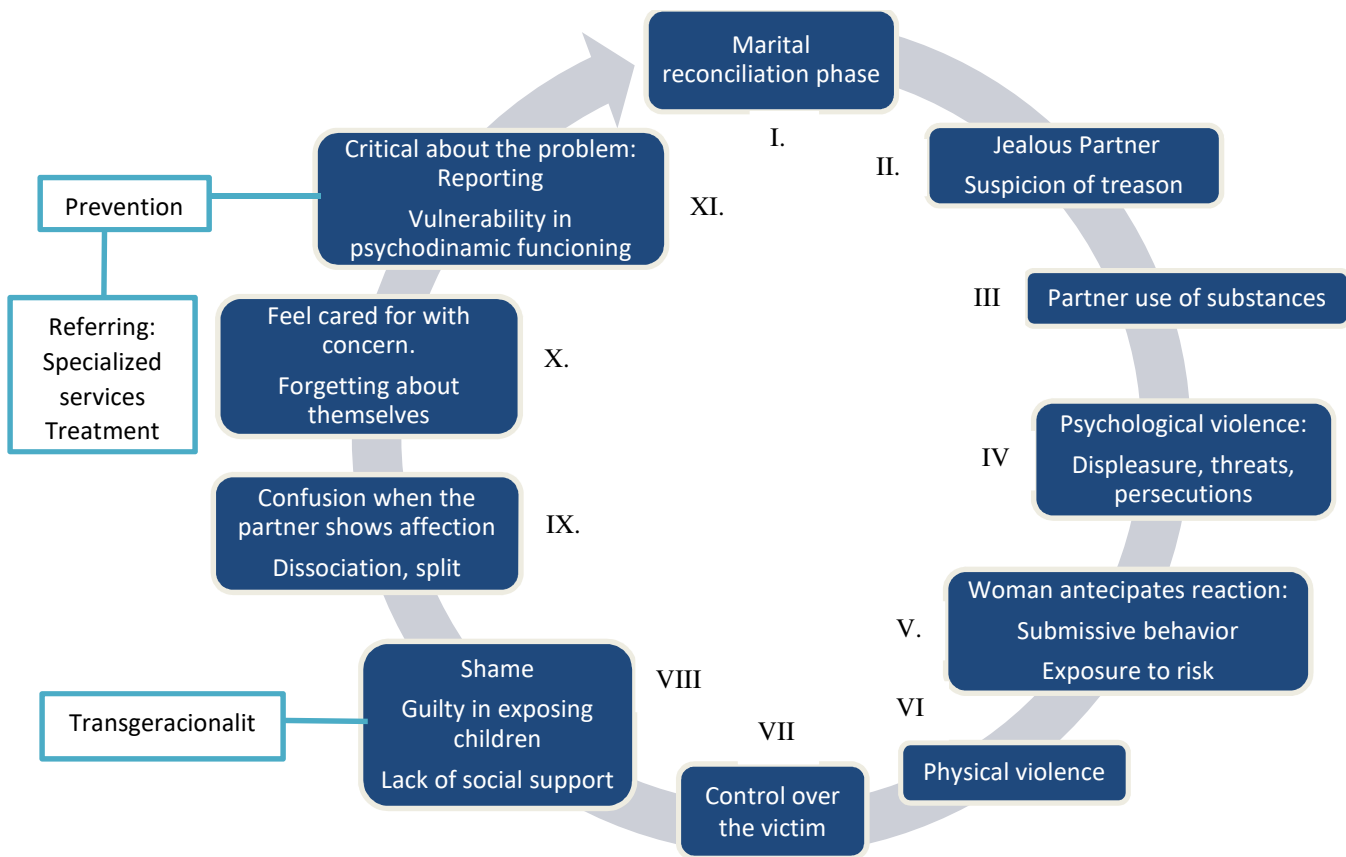 Marital
reconciliation phase
I.
Jealous Partner
Suspicion of treason
II.
Partner use of substances
III
Psychological violence:
Displeasure, threats,
persecutions
IV
Woman antecipates reaction:
Submissive behavior
Exposure to risk
V.
Physical violence
VI
Control over
the victim
VII
Shame
Guilty in exposing
children
Lack of social support
VIII
Transgeracionalit
Confusion when the
partner shows affection
Dissociation, split
IX.
Feel cared for with
concern.
Forgetting about
themselves
X.
Critical about the problem:
Reporting
Vulnerability in
psychodinamic funcioning
XI.
Prevention
Referring:
Specialized
services
Treatment